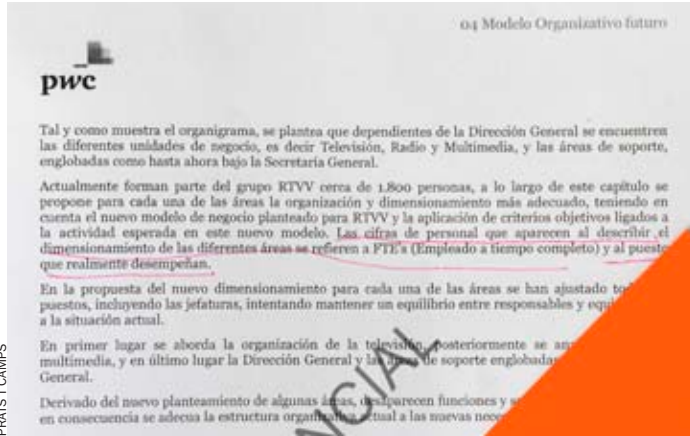 04 Modelo Organizativo futuro
pwc
Tal y como muestra el organigrama, se plantea que dependientes de la Dirección General se encuentren
las diferentes unidades de negocio, es decir Televisión, Radio y Multimedia, y las áreas de soporte,
englobadas como hasta ahora bajo la Secretaria General.
Actualmente forman parte del grupo RTVV cerca de 1.800 personas, a lo largo de este capítulo se
propone para cada una de las áreas la organización y dimensionamiento más adecuado, teniendo en
cuenta el nuevo modelo de negocio planteado para RTVV y la aplicación de criterios objetivos ligados a
la actividad esperada en este nuevo modelo. Las cifras de personal que aparecen al describir el
dimensionamiento de las diferentes áreas se refieren a FTE's (Empleado a tiempo completo) y al puesto
que realmente desempeñan.
En la propuesta del nuevo dimensionamiento para cada una de las áreas se han ajustado
puestos, incluyendo las jefaturas, intentando mantener un equilibrio entre responsables y
a la situación actual.
En primer lugar se aborda la organización de la televisión, posteriormente se
multimedia, y en último lugar la Dirección General y las áreas de soporte englobadas
General.
Derivado del nuevo planteamiento de algunas áreas, desaparecen funciones y
en consecuencia se adecua la estructura organizativa actual a las nuevas
NCIAL
PRATS I CAMPS